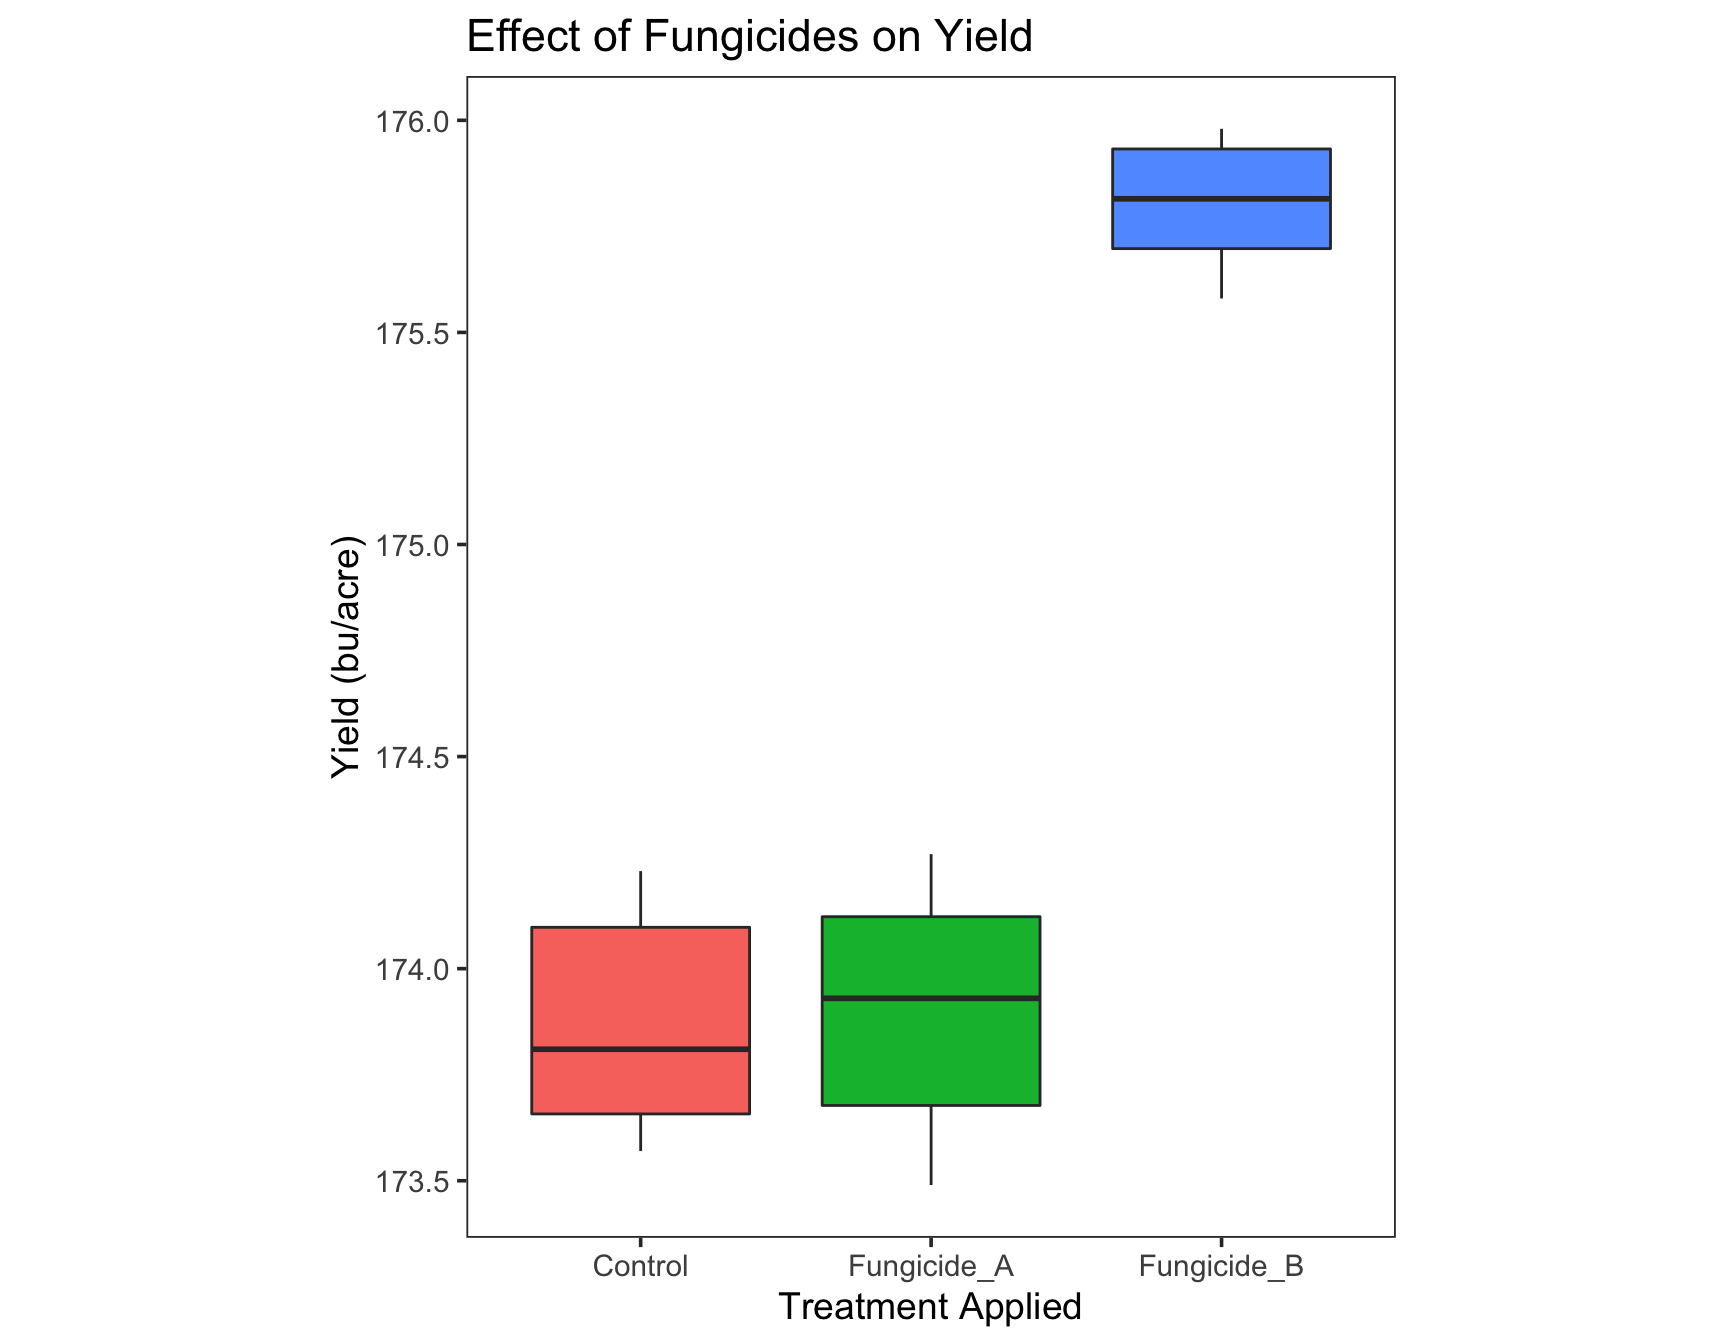 Effect of Fungicides on Yield
176.0
175.5
175.0
174.5
174.0
173.5
Yield (bu/acre)
Control Fungicide_A Fungicide_B
Treatment Applied